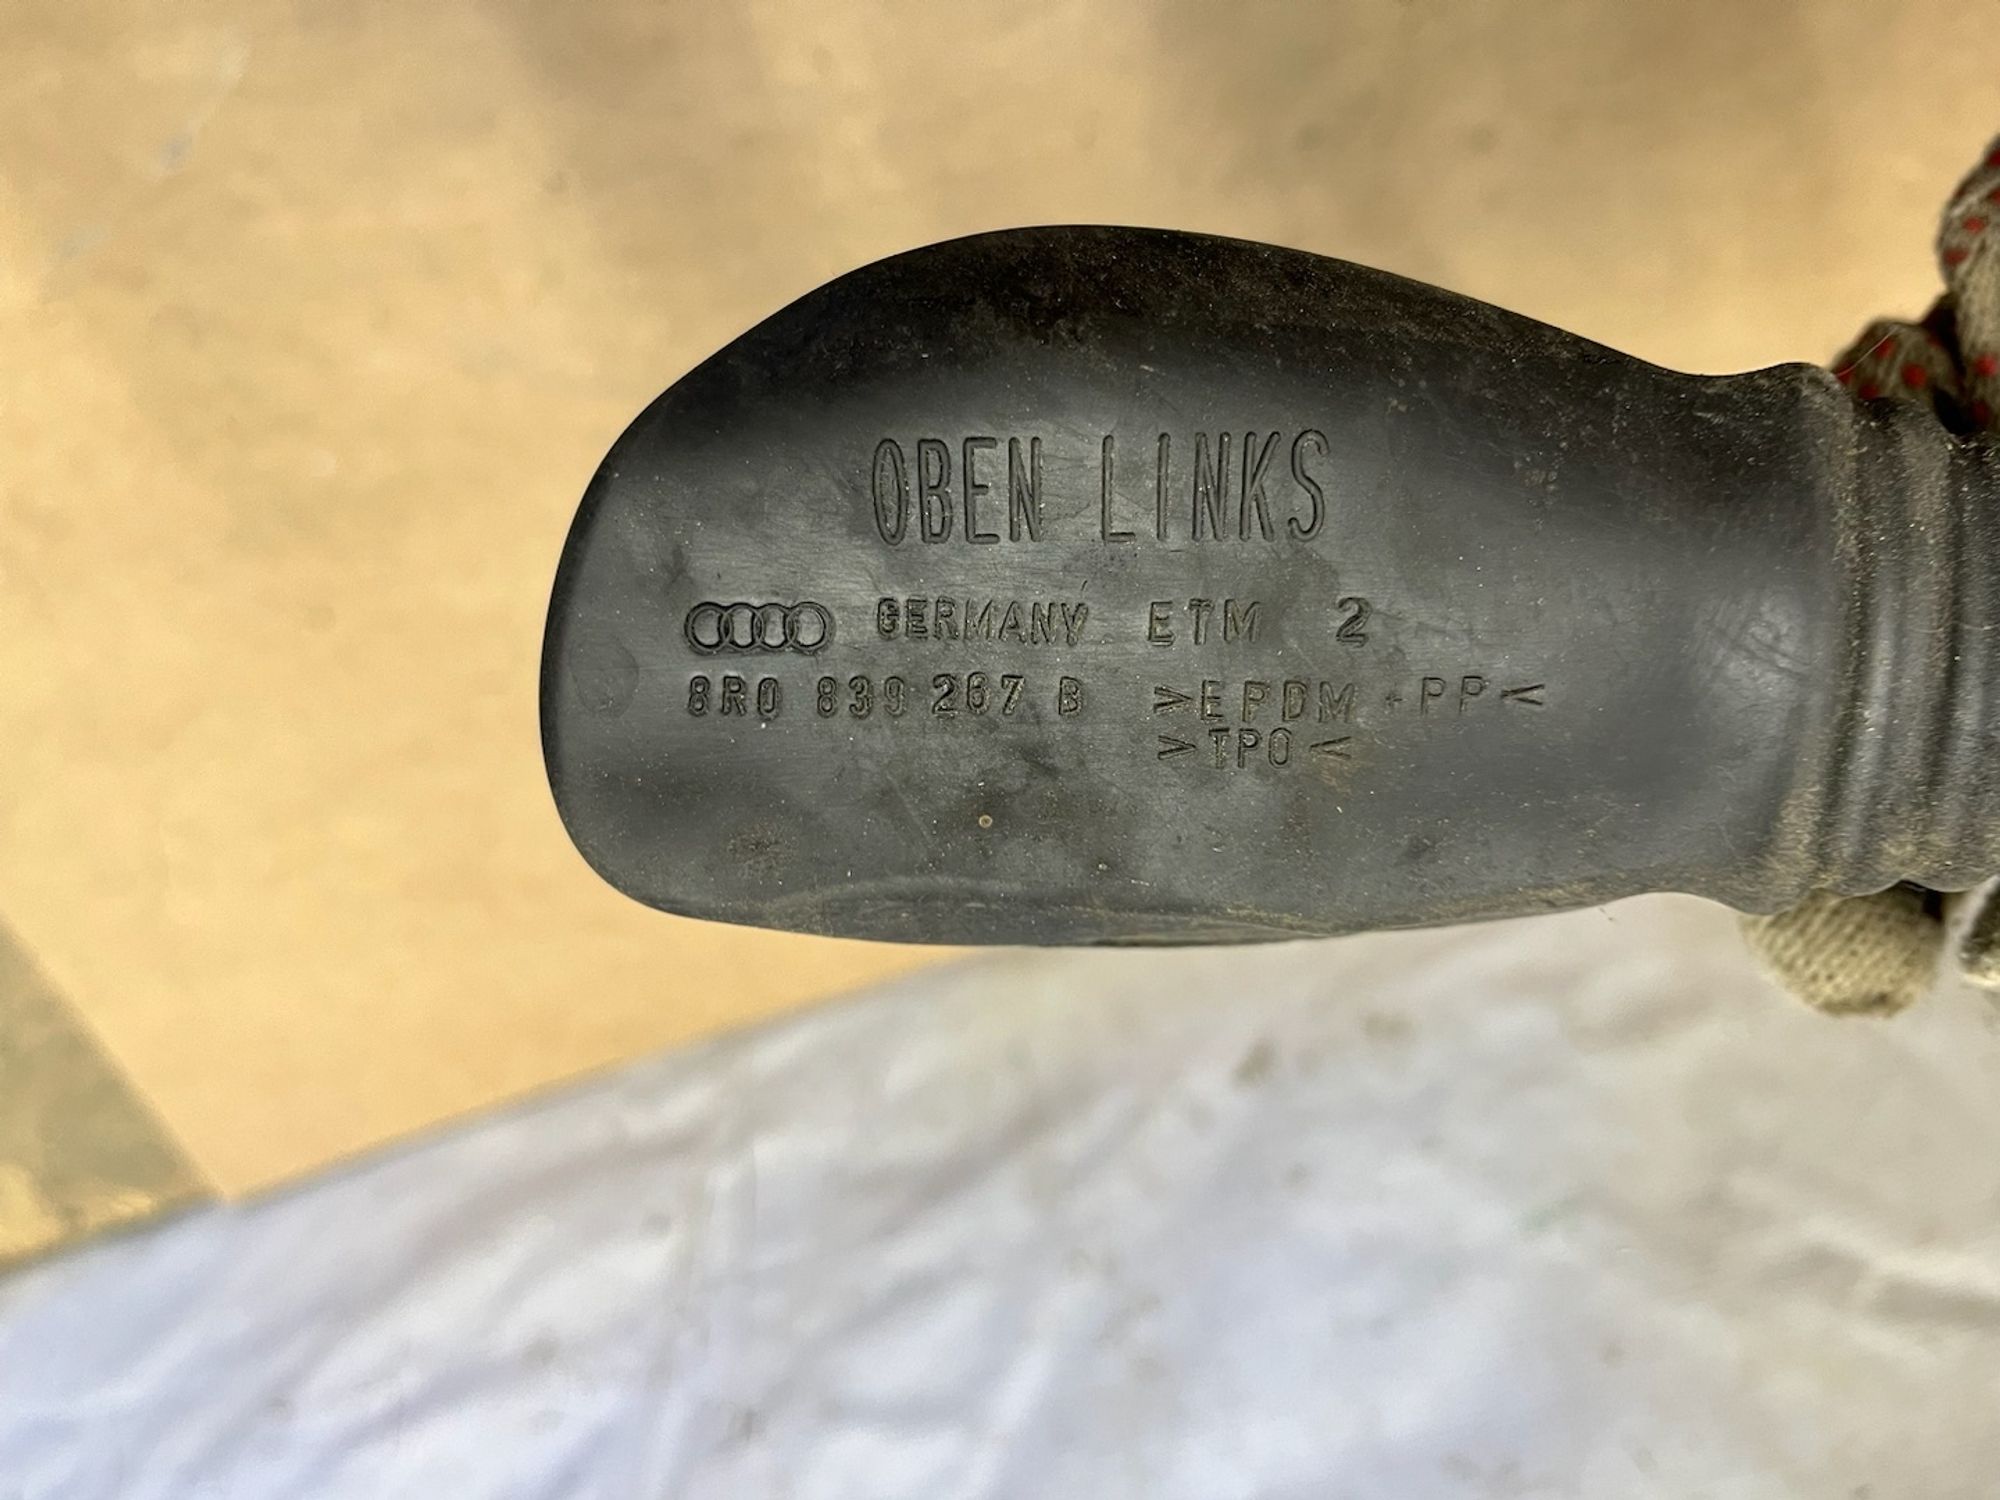 OBEN LINKS
GERMANY ETM 2
8R0 839 267 B >EPDM+PP<
>TPO<